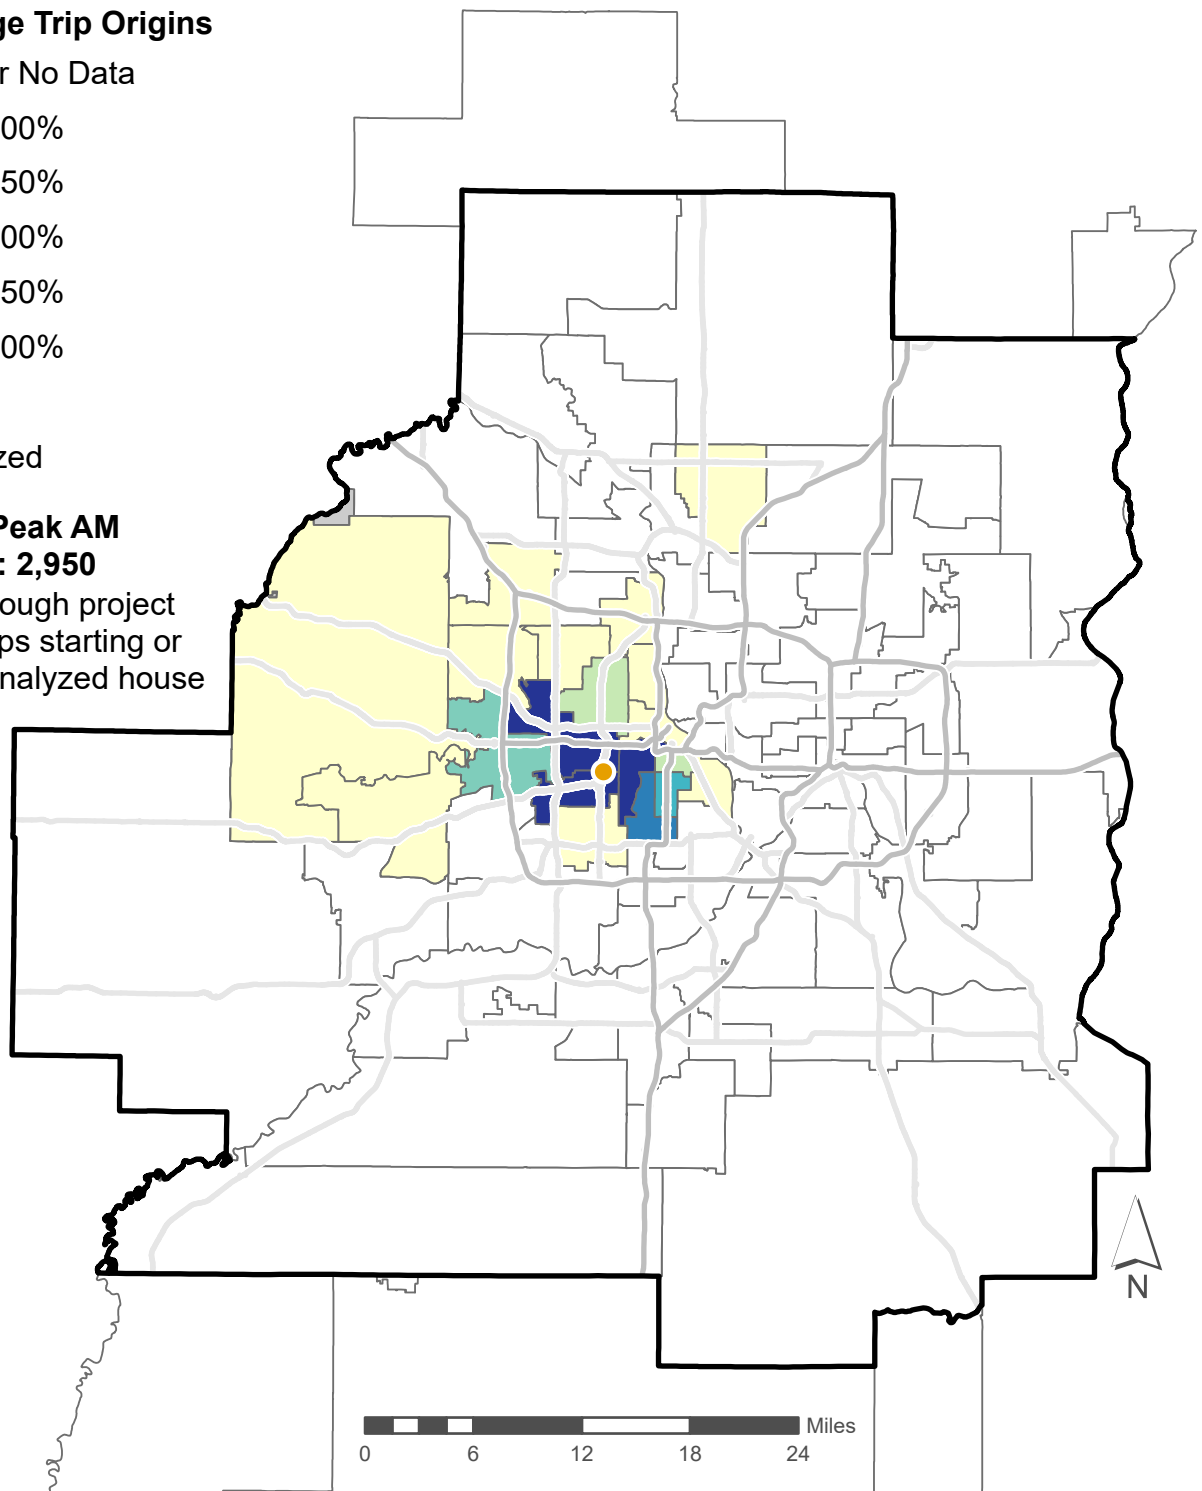 ge Trip Origins
r No Data
00%
50%
00%
50%
00%
zed
Peak AM
: 2,950
ough project
ps starting or
nalyzed house
N
Miles
0 6 12 18 24